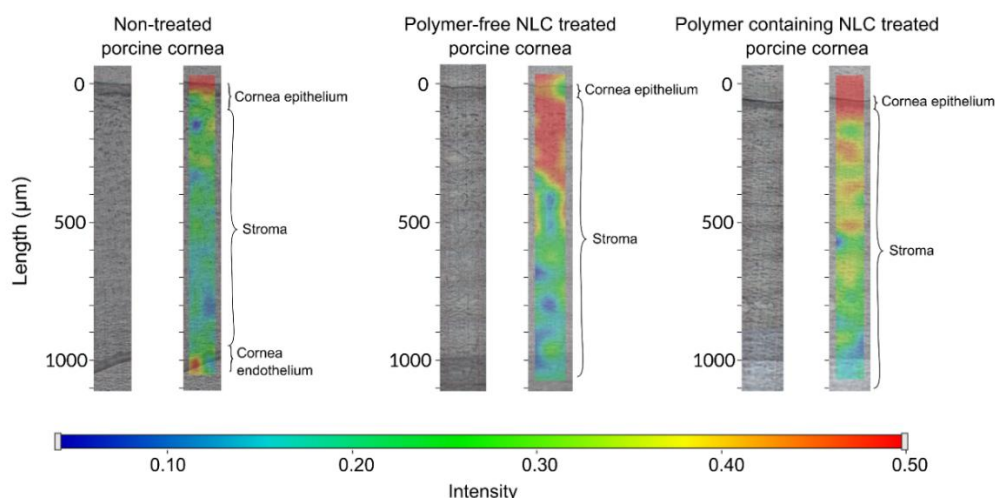 Non-treated
porcine cornea
Polymer-free NLC treated
porcine cornea
Polymer containing NLC treated
porcine cornea
Length (µm)
0
500
1000
Cornea epithelium
Stroma
Cornea
endothelium
0
500
1000
Cornea epithelium
Stroma
0
500
1000
Cornea epithelium
Stroma
0.10
0.20
0.30
0.40
0.50
Intensity